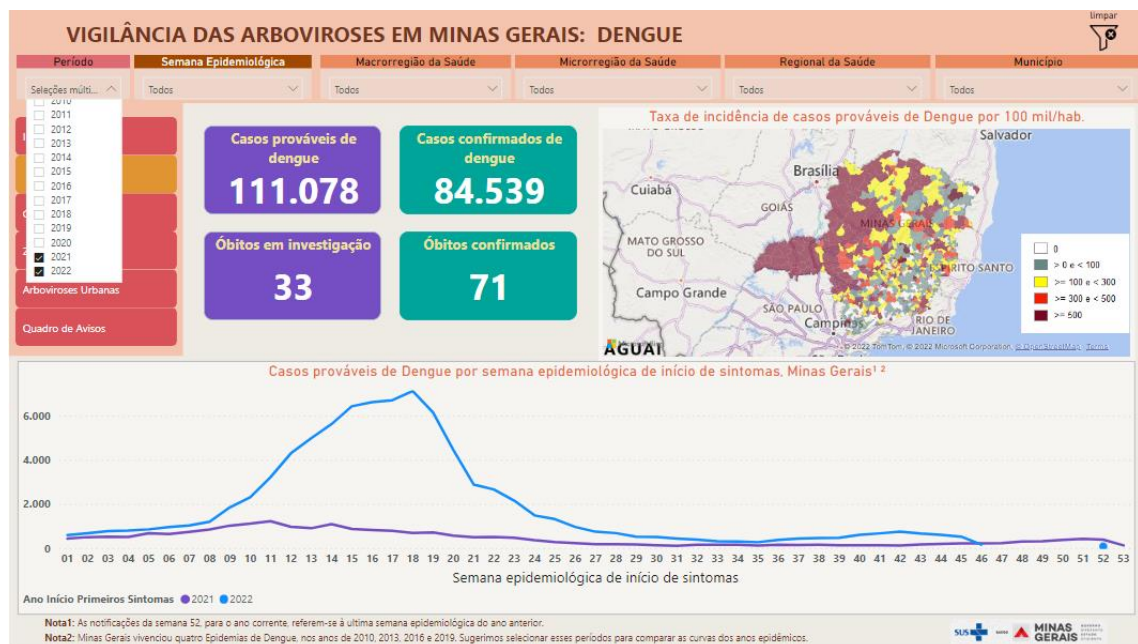 limpar
VIGILÂNCIA DAS ARBOVIROSES EM MINAS GERAIS: DENGUE
Período
Semana Epidemiológica
Macrorregião da Saúde
Microrregião da Saúde
Regional da Saúde
Município
Seleções múlti...
Todos
Todos
Todos
Todos
Todos
2010
2011
2012
2013
2014
2015
2016
2017
2018
2019
2020
2021
2022
Arboviroses Urbanas
Quadro de Avisos
Casos prováveis de
dengue
111.078
Casos confirmados de
dengue
84.539
Óbitos em investigação
33
Óbitos confirmados
71
Taxa de incidência de casos prováveis de Dengue por 100 mil/hab.
Salvador
Brasília
Cuiabá
GOIÁS
MINAS GERAIS
MATO GROSSO
DO SUL
Campo Grande
SÃO PAULO
Campinas
RIO DE
JANEIRO
AGUAI
0
> 0 e < 100
>= 100 e < 300
>= 300 e < 500
>= 500
© 2022 TomTom, © 2022 Microsoft Corporation, © OpenStreetMap Terms
Casos prováveis de Dengue por semana epidemiológica de início de sintomas, Minas Gerais¹ ²
6.000
4.000
2.000
0
01 02 03 04 05 06 07 08 09 10 11 12 13 14 15 16 17 18 19 20 21 22 23 24 25 26 27 28 29 30 31 32 33 34 35 36 37 38 39 40 41 42 43 44 45 46 47 48 49 50 51 52 53
Semana epidemiológica de início de sintomas
Ano Início Primeiros Sintomas 2021 2022
Nota1: As notificações da semana 52, para o ano corrente, referem-se à ultima semana epidemiológica do ano anterior.
Nota2: Minas Gerais vivenciou quatro Epidemias de Dengue, nos anos de 2010, 2013, 2016 e 2019. Sugerimos selecionar esses períodos para comparar as curvas dos anos epidêmicos.
SUS
MINAS
GERAIS